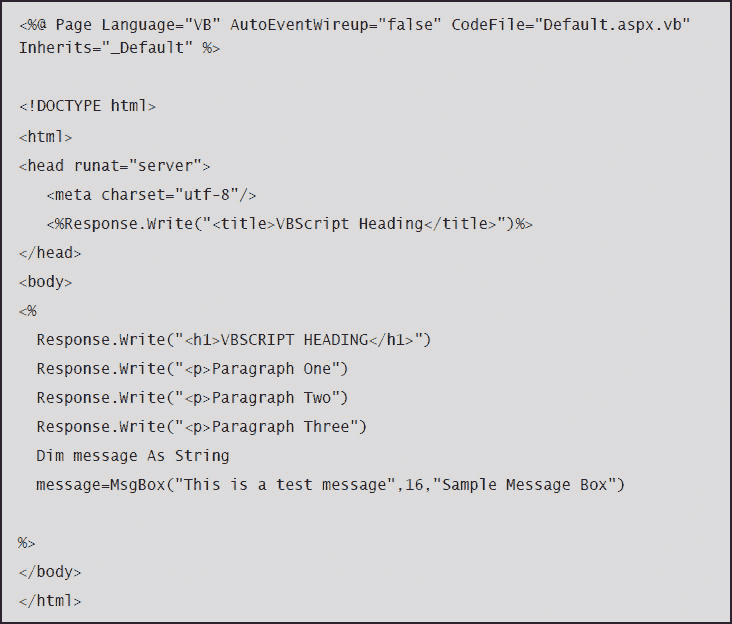 <%@ Page Language="VB" AutoEventWireup="false" CodeFile="Default.aspx.vb"
Inherits="_Default" %>
<!DOCTYPE html>
<html>
<head runat="server">
<meta charset="utf-8"/>
<%Response.Write("<title>VBScript Heading</title>")%>
</head>
<body>
<%
Response.Write("<h1>VBSCRIPT HEADING</h1>")
Response.Write("<p>Paragraph One")
Response.Write("<p>Paragraph Two")
Response.Write("<p>Paragraph Three")
Dim message As String
message=MsgBox("This is a test message",16,"Sample Message Box")
%>
</body>
</html>